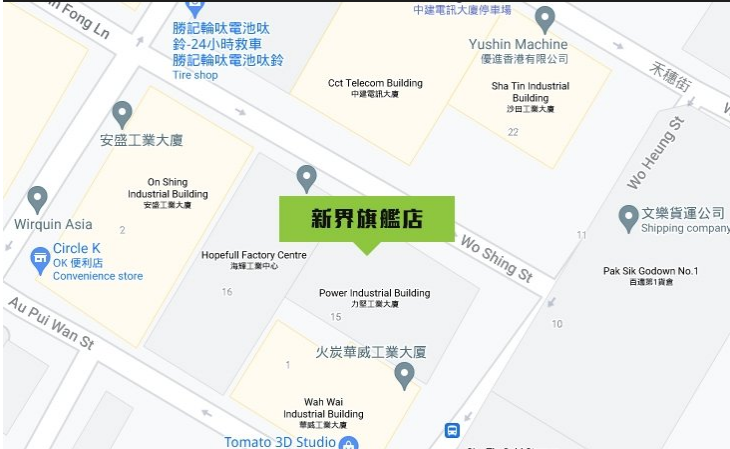 n Fong Ln
勝記輪呔電池呔
鈴-24小時救車
勝記輪呔電池呔鈴
Tire shop
中建電訊大廈停車場
Yushin Machine
優進香港有限公司
Cct Telecom Building
中建電訊大廈
Sha Tin Industrial
Building
沙田工業大廈
22
禾穗街
W
Wo Heung St
安盛工業大廈
On Shing
Industrial Building
安盛工業大廈
2
Wirquin Asia
Circle K
OK 便利店
Convenience store
新界旗艦店
Wo Shing St
11
文樂貨運公司
Shipping company
Hopefull Factory Centre
海輝工業中心
16
Power Industrial Building
力堅工業大廈
15
Pak Sik Godown No.1
百適第1貨倉
10
Au Pui Wan St
火炭華威工業大厦
1
Wah Wai
Industrial Building
華威工業大廈
Tomato 3D Studio